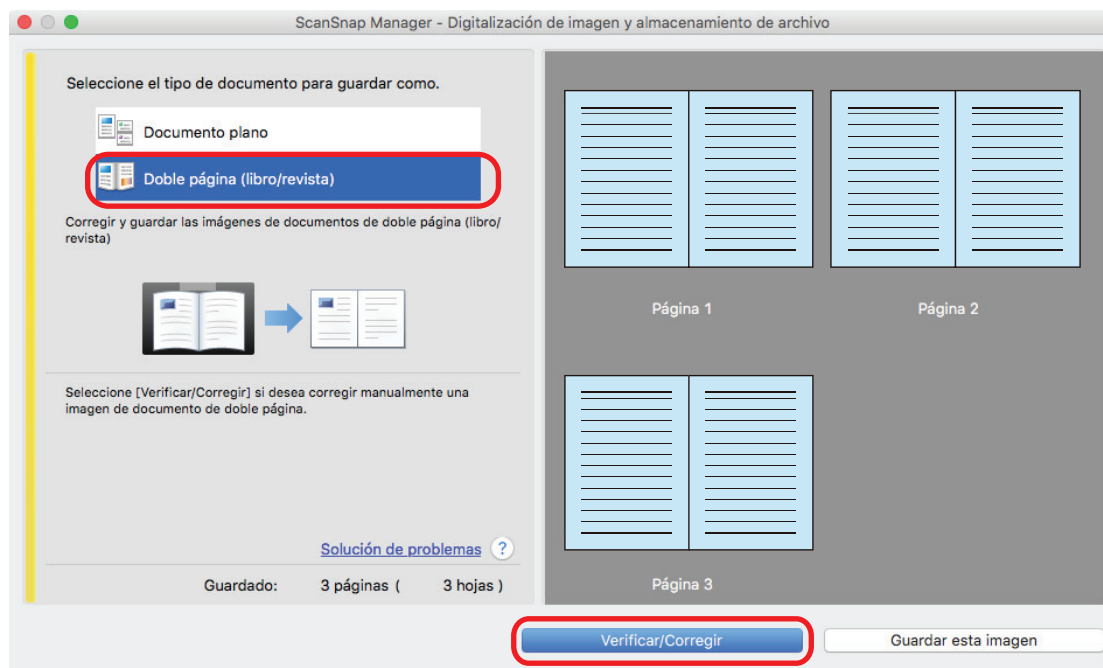 ScanSnap Manager - Digitalización de imagen y almacenamiento de archivo
Seleccione el tipo de documento para guardar como.
Documento plano
Doble página (libro/revista)
Corregir y guardar las imágenes de documentos de doble página (libro/
revista)
Seleccione [Verificar/Corregir] si desea corregir manualmente una
imagen de documento de doble página.
Solución de problemas ?
Guardado: 3 páginas ( 3 hojas )
Página 1
Página 2
Página 3
Verificar/Corregir
Guardar esta imagen